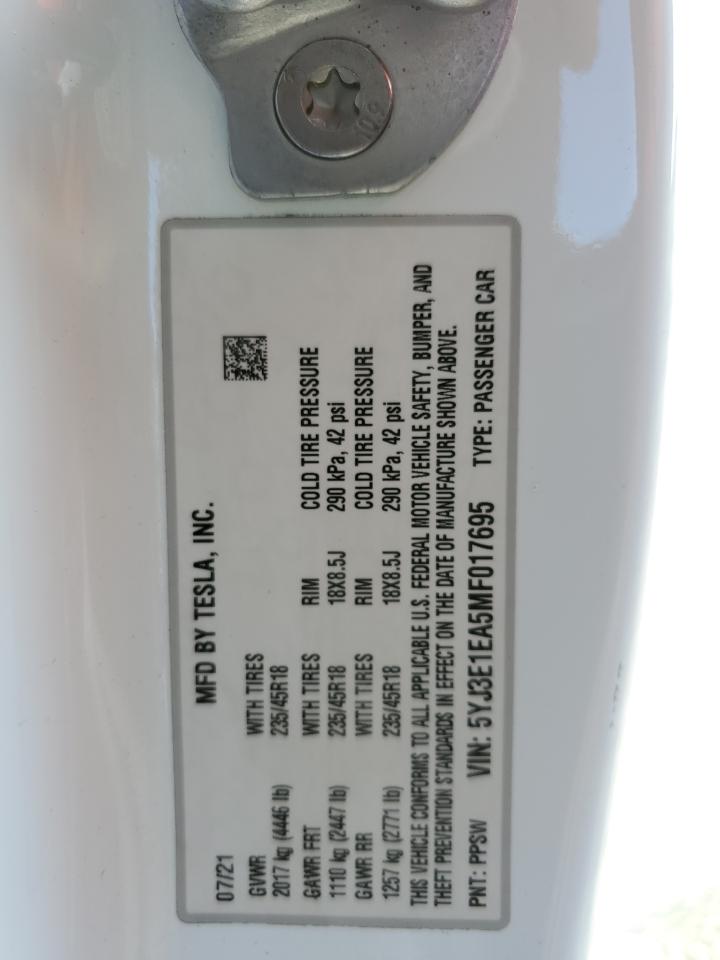 10.9
MFD BY TESLA, INC.
07/21
GVWR WITH TIRES
2017 kg (4446 lb) 235/45R18
GAWR FRT WITH TIRES RIM COLD TIRE PRESSURE
1110 kg (2447 lb) 235/45R18 18X8.5J 290 kPa, 42 psi
GAWR RR WITH TIRES RIM COLD TIRE PRESSURE
1257 kg (2771 lb) 235/45R18 18X8.5J 290 kPa, 42 psi
THIS VEHICLE CONFORMS TO ALL APPLICABLE U.S. FEDERAL MOTOR VEHICLE SAFETY, BUMPER, AND
THEFT PREVENTION STANDARDS IN EFFECT ON THE DATE OF MANUFACTURE SHOWN ABOVE.
PNT: PPSW VIN: 5YJ3E1EA5MF017695 TYPE: PASSENGER CAR